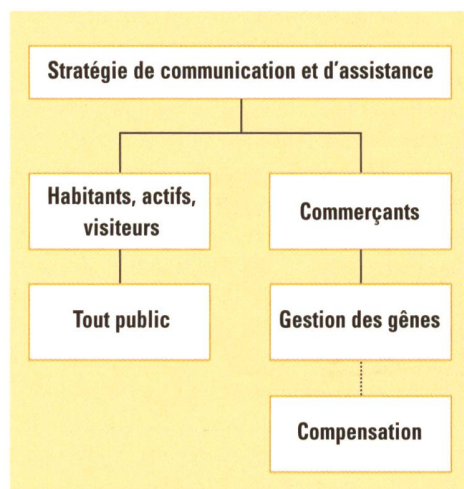 Stratégie de communication et d'assistance
Habitants, actifs,
visiteurs
Commerçants
Tout public
Gestion des gênes
Compensation